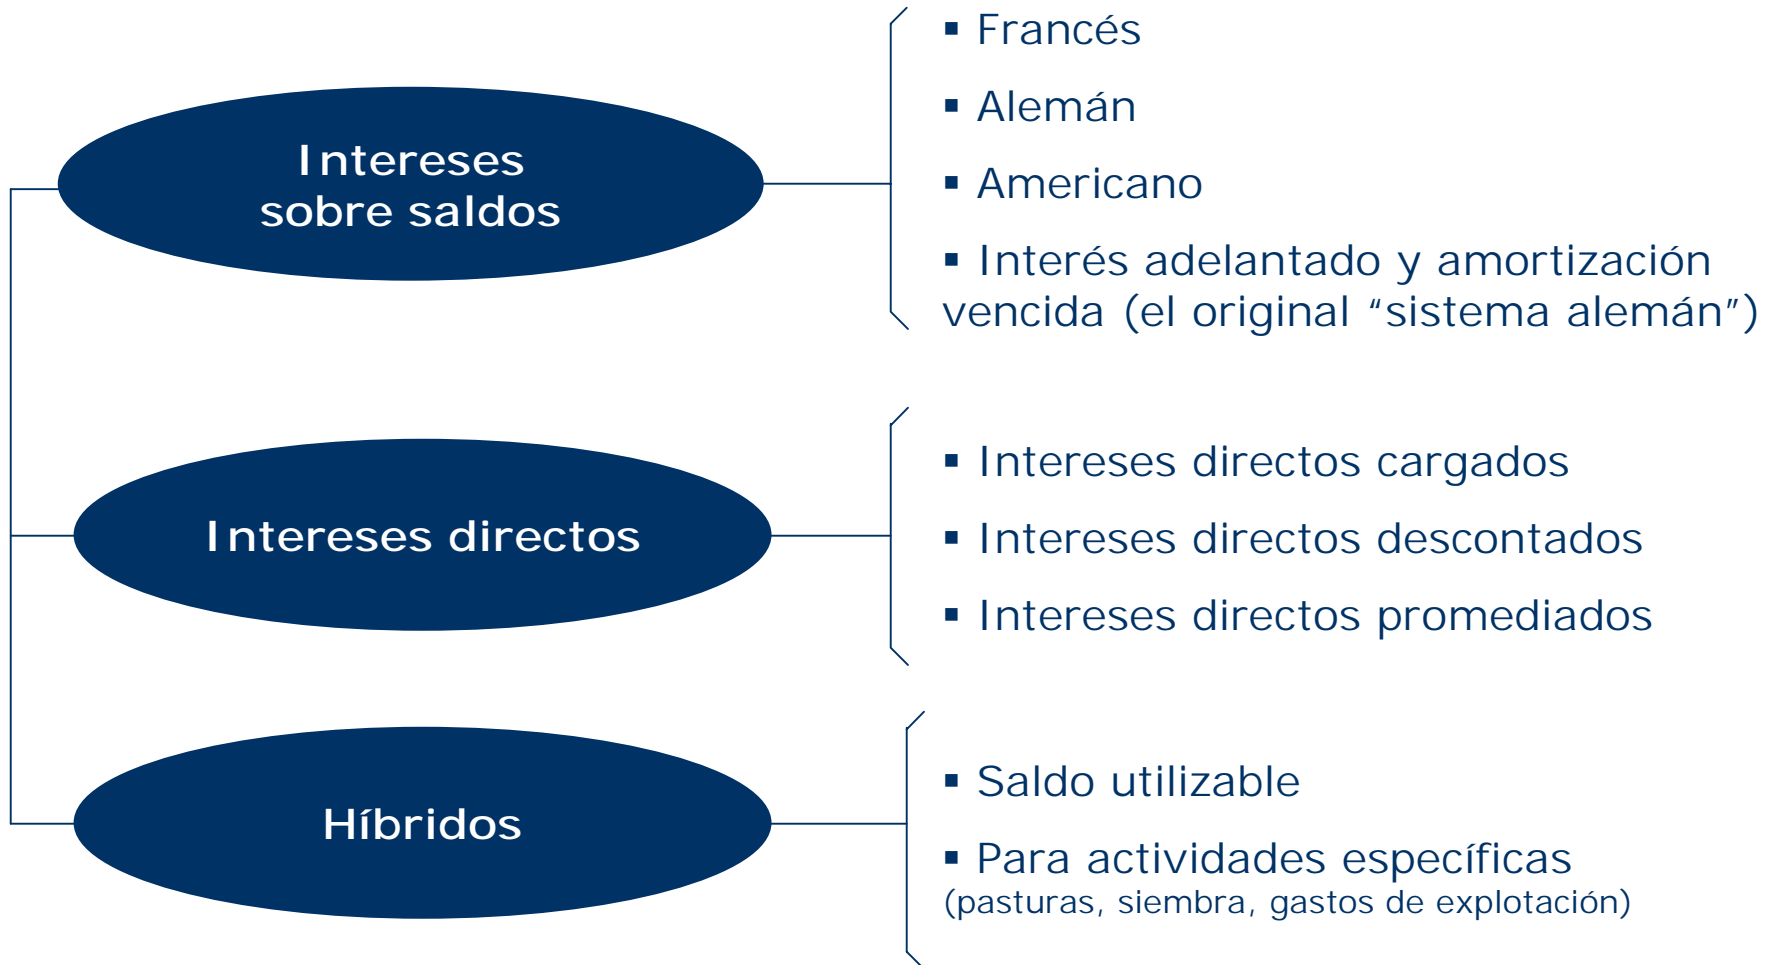 Intereses
sobre saldos
▪ Francés
▪ Alemán
▪ Americano
▪ Interés adelantado y amortización
vencida (el original “sistema alemán”)
Intereses directos
▪ Intereses directos cargados
▪ Intereses directos descontados
▪ Intereses directos promediados
Híbridos
▪ Saldo utilizable
▪ Para actividades específicas
(pasturas, siembra, gastos de explotación)